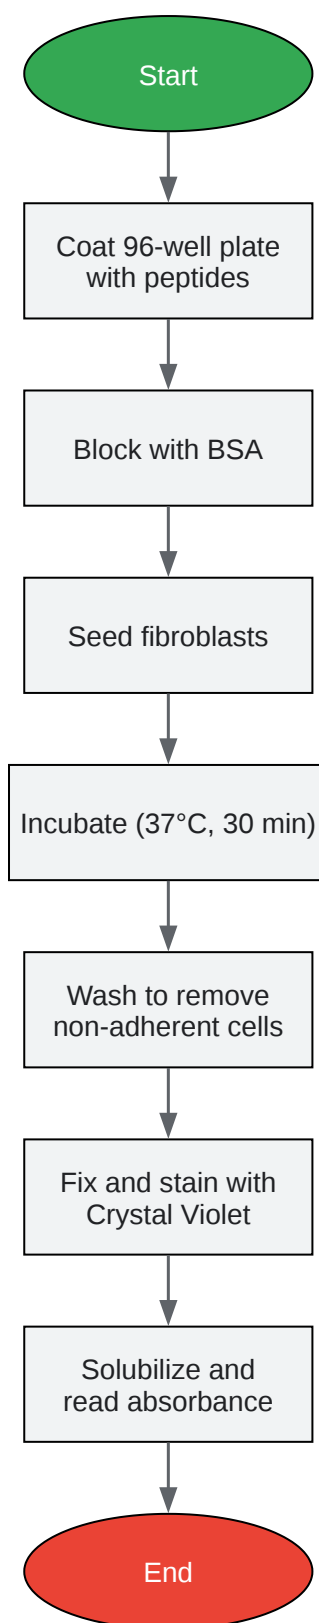 Start
Coat 96-well plate
with peptides
Block with BSA
Seed fibroblasts
Incubate (37°C, 30 min)
Wash to remove
non-adherent cells
Fix and stain with
Crystal Violet
Solubilize and
read absorbance
End